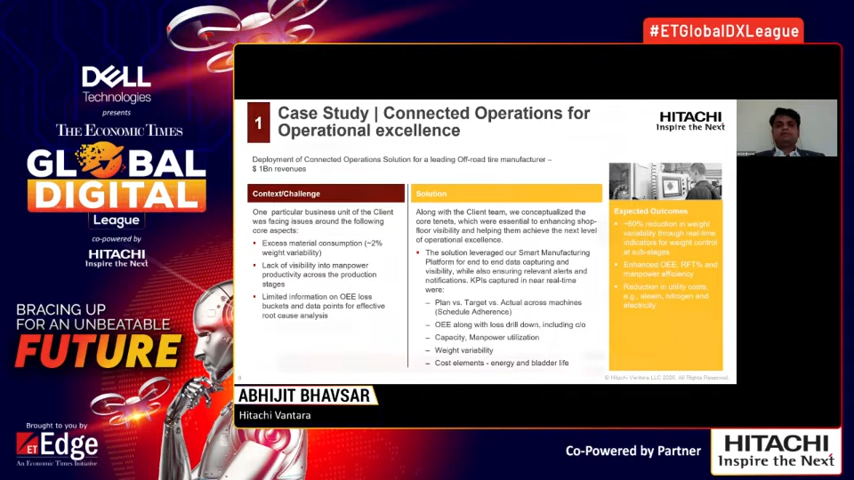 #ETGlobalDXLeague
DELL
Technologies
presents
THE ECONOMIC TIMES
GLOBAL
DIGITAL
League
co-powered by
HITACHI
Inspire the Next
BRACING UP
FOR AN UNBEATABLE
FUTURE
Brought to you by
ET Edge
An Economic Times Initiative
1
Case Study | Connected Operations for
Operational excellence
HITACHI
Inspire the Next
Deployment of Connected Operations Solution for a leading Off-road tire manufacturer –
$ 1Bn revenues
Context/Challenge
One particular business unit of the Client
was facing issues around the following
core aspects:
• Excess material consumption (~2%
weight variability)
• Lack of visibility into manpower
productivity across the production
stages
• Limited information on OEE loss
buckets and data points for effective
root cause analysis
Solution
Along with the Client team, we conceptualized the
core tenets, which were essential to enhancing shop-
floor visibility and helping them achieve the next level
of operational excellence.
• The solution leveraged our Smart Manufacturing
Platform for end to end data capturing and
visibility, while also ensuring relevant alerts and
notifications. KPIs captured in near real-time
were:
– Plan vs. Target vs. Actual across machines
(Schedule Adherence)
– OEE along with loss drill down, including c/o
– Capacity, Manpower utilization
– Weight variability
– Cost elements - energy and bladder life
Expected Outcomes
• ~60% reduction in weight
variability through real-time
indicators for weight control
at sub-stages
• Enhanced OEE, RFT% and
manpower efficiency
• Reduction in utility costs,
e.g., steam, nitrogen and
electricity
© Hitachi Vantara LLC 2020. All Rights Reserved.
ABHIJIT BHAVSAR
Hitachi Vantara
Co-Powered by Partner
HITACHI
Inspire the Next